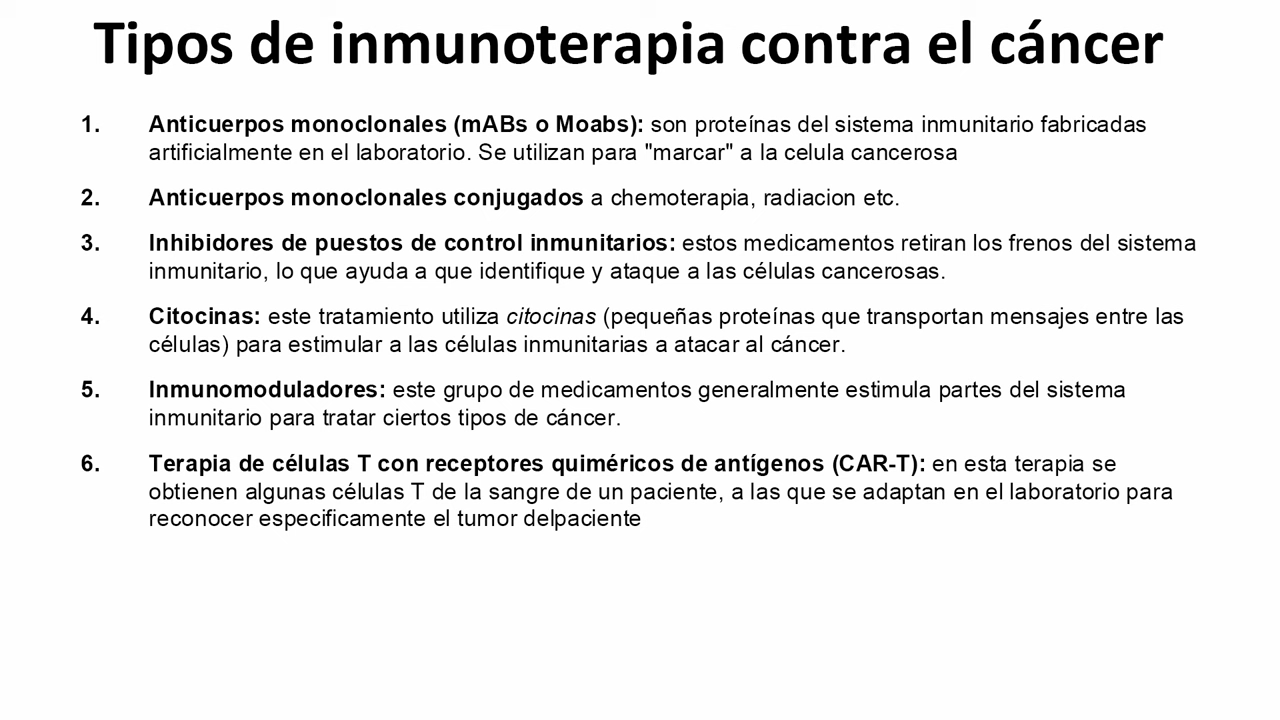 Tipos de inmunoterapia contra el cáncer
1. Anticuerpos monoclonales (mABs o Moabs): son proteínas del sistema inmunitario fabricadas
artificialmente en el laboratorio. Se utilizan para "marcar" a la celula cancerosa
2. Anticuerpos monoclonales conjugados a chemoterapia, radiacion etc.
3. Inhibidores de puestos de control inmunitarios: estos medicamentos retiran los frenos del sistema
inmunitario, lo que ayuda a que identifique y ataque a las células cancerosas.
4. Citocinas: este tratamiento utiliza citocinas (pequeñas proteínas que transportan mensajes entre las
células) para estimular a las células inmunitarias a atacar al cáncer.
5. Inmunomoduladores: este grupo de medicamentos generalmente estimula partes del sistema
inmunitario para tratar ciertos tipos de cáncer.
6. Terapia de células T con receptores quiméricos de antígenos (CAR-T): en esta terapia se
obtienen algunas células T de la sangre de un paciente, a las que se adaptan en el laboratorio para
reconocer especificamente el tumor delpaciente